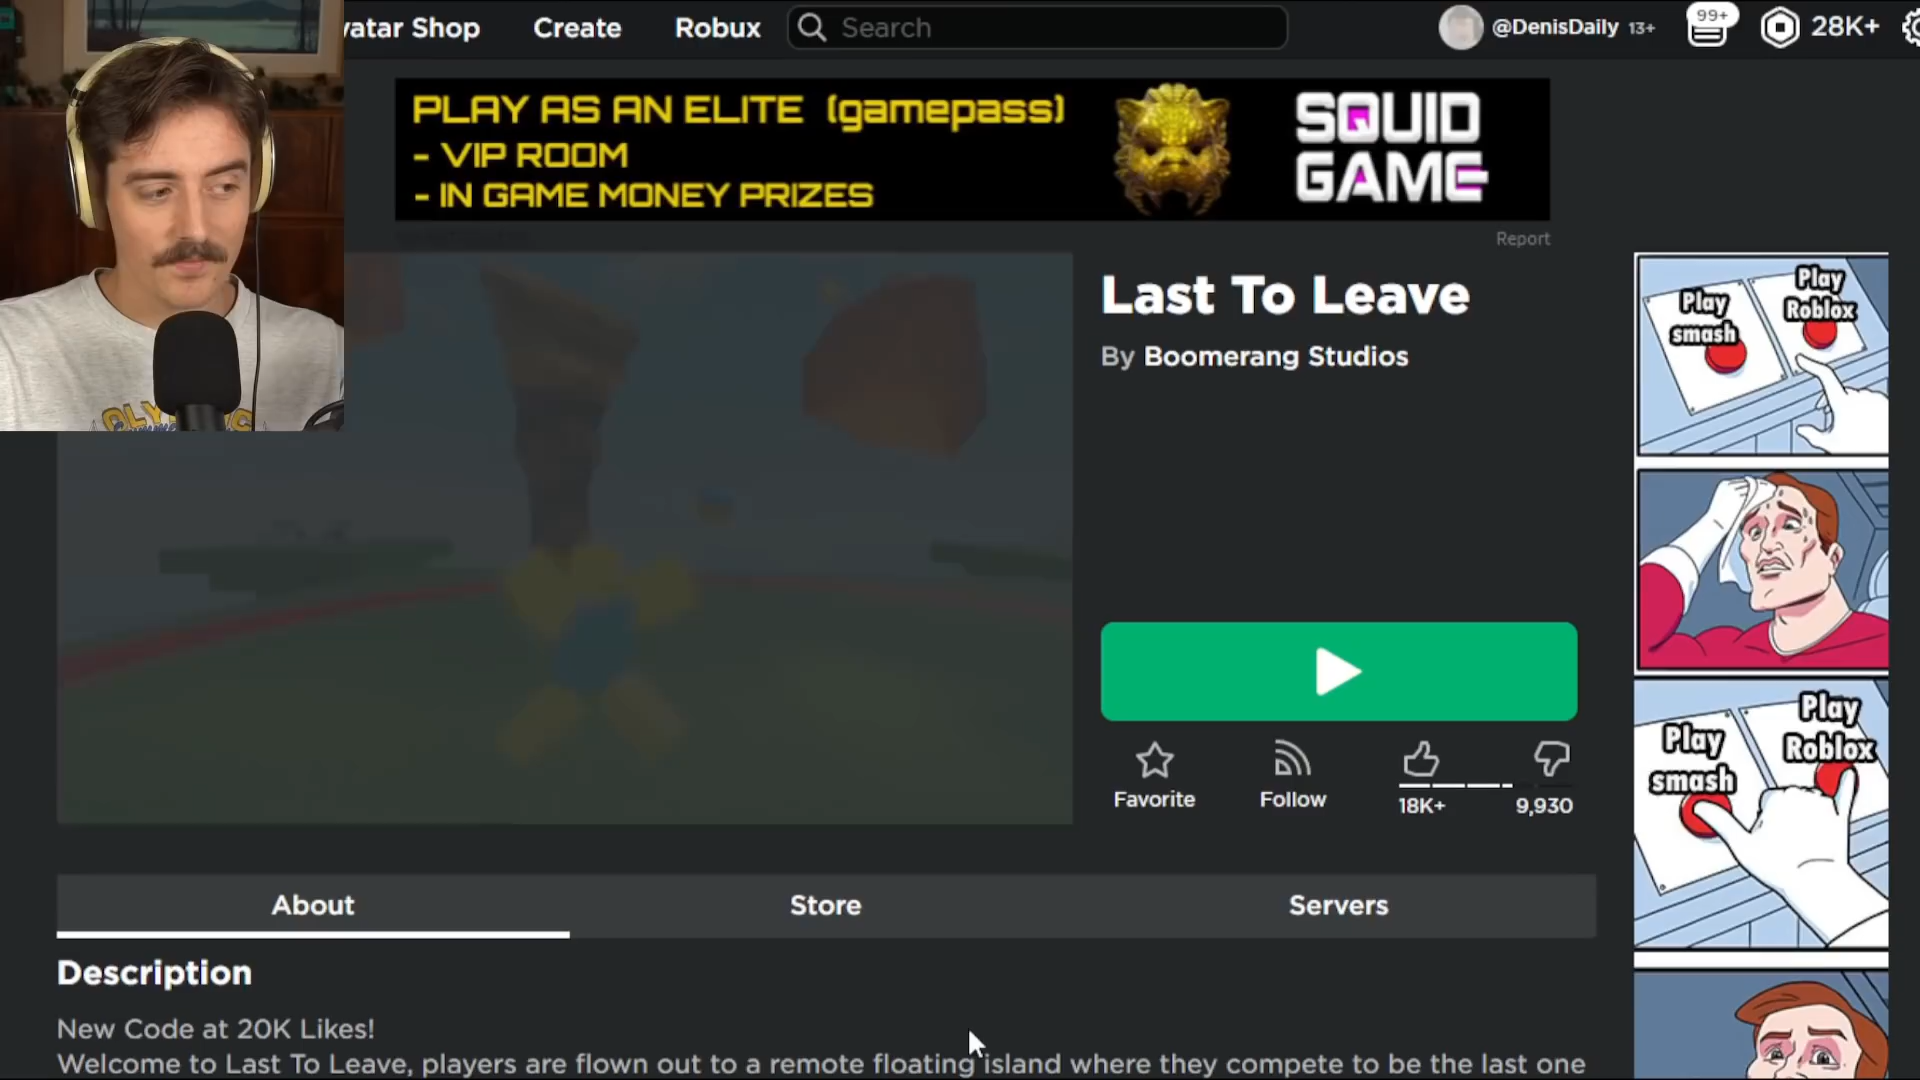 Avatar Shop
Create
Robux
Search
@DenisDaily 13+
99+
28K+
PLAY AS AN ELITE (gamepass)
- VIP ROOM
- IN GAME MONEY PRIZES
SQUID
GAME
Report
Last To Leave
By Boomerang Studios
Play
smash
Play
Roblox
Favorite
Follow
18K+
9,930
Play
smash
Play
Roblox
About
Store
Servers
Description
New Code at 20K Likes!
Welcome to Last To Leave, players are flown out to a remote floating island where they compete to be the last one